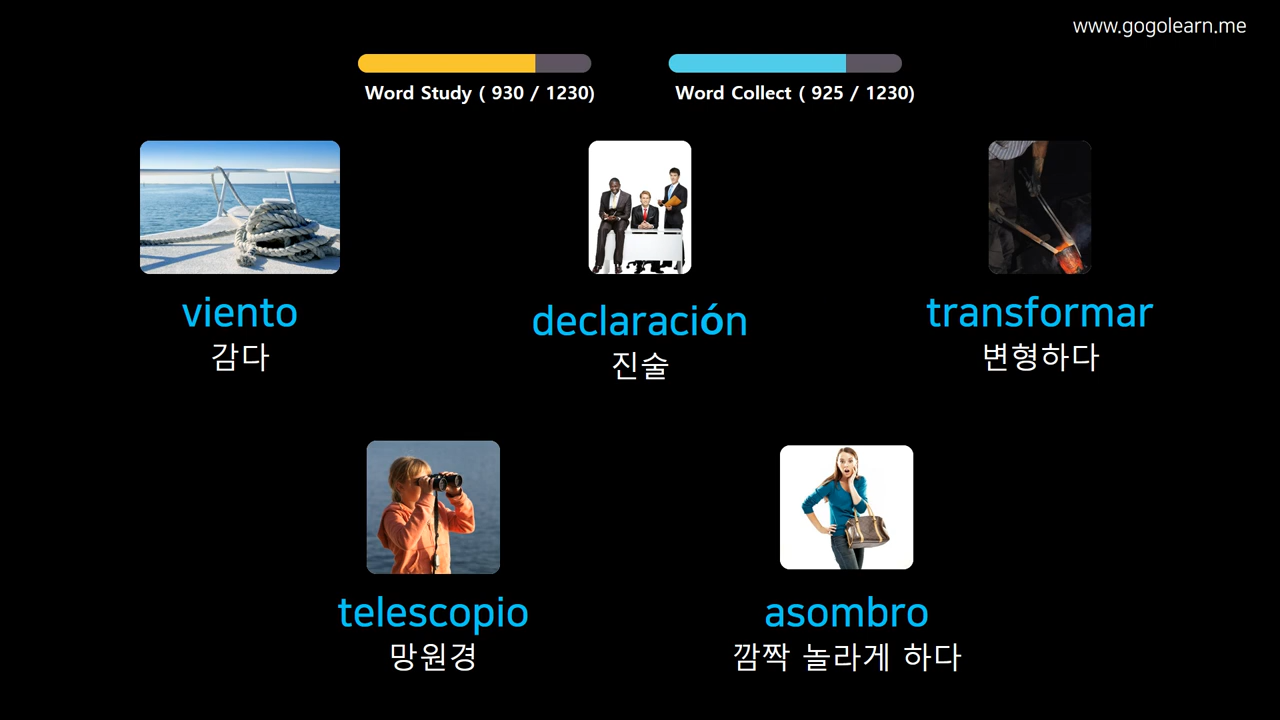 www.gogolearn.me
Word Study ( 930 / 1230)
Word Collect ( 925 / 1230)
viento
감다
declaración
진술
transformar
변형하다
telescopio
망원경
asombro
깜짝 놀라게 하다